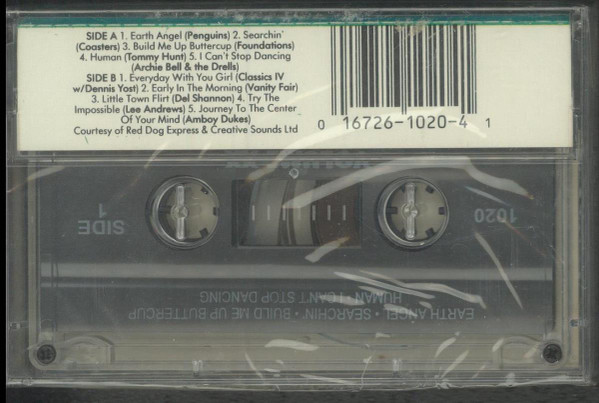 SIDE A 1. Earth Angel (Penguins) 2. Searchin'
(Coasters) 3. Build Me Up Buttercup (Foundations)
4. Human (Tommy Hunt) 5. I Can't Stop Dancing
(Archie Bell & the Drells)
SIDE B 1. Everyday With You Girl (Classics IV
w/Dennis Yost) 2. Early In The Morning (Vanity Fair)
3. Little Town Flirt (Del Shannon) 4. Try The
Impossible (Lee Andrews) 5. Journey To The Center
Of Your Mind (Amboy Dukes)
Courtesy of Red Dog Express & Creative Sounds Ltd
0 16726-1020-4 1
SIDE
1
1020
EARTH ANGEL • SEARCHIN' • BUILD ME UP BUTTERCUP
HUMAN • I CAN'T STOP DANCING